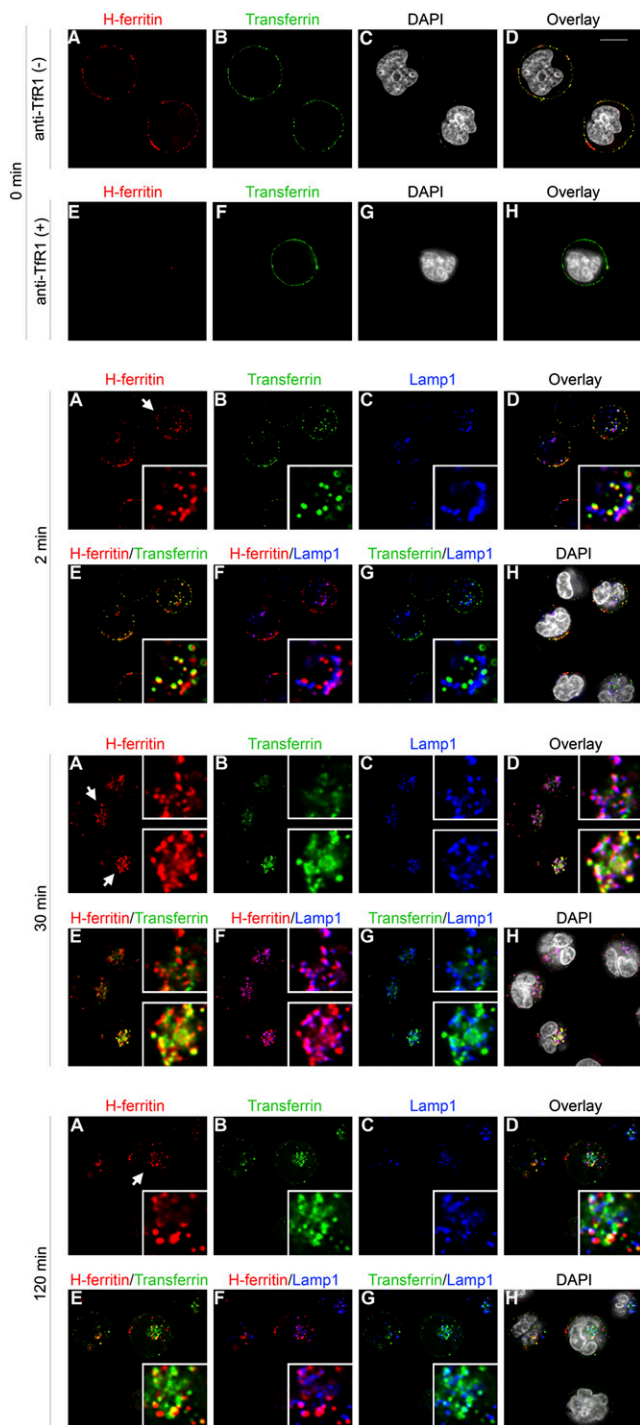 H-ferritin Transferrin DAPI Overlay
A B C D
anti-TfR1 (-)
0 min
H-ferritin Transferrin DAPI Overlay
E F G H
anti-TfR1 (+)
H-ferritin Transferrin Lamp1 Overlay
A B C D
2 min
H-ferritin/Transferrin H-ferritin/Lamp1 Transferrin/Lamp1 DAPI
E F G H
H-ferritin Transferrin Lamp1 Overlay
A B C D
30 min
H-ferritin/Transferrin H-ferritin/Lamp1 Transferrin/Lamp1 DAPI
E F G H
H-ferritin Transferrin Lamp1 Overlay
A B C D
120 min
H-ferritin/Transferrin H-ferritin/Lamp1 Transferrin/Lamp1 DAPI
E F G H